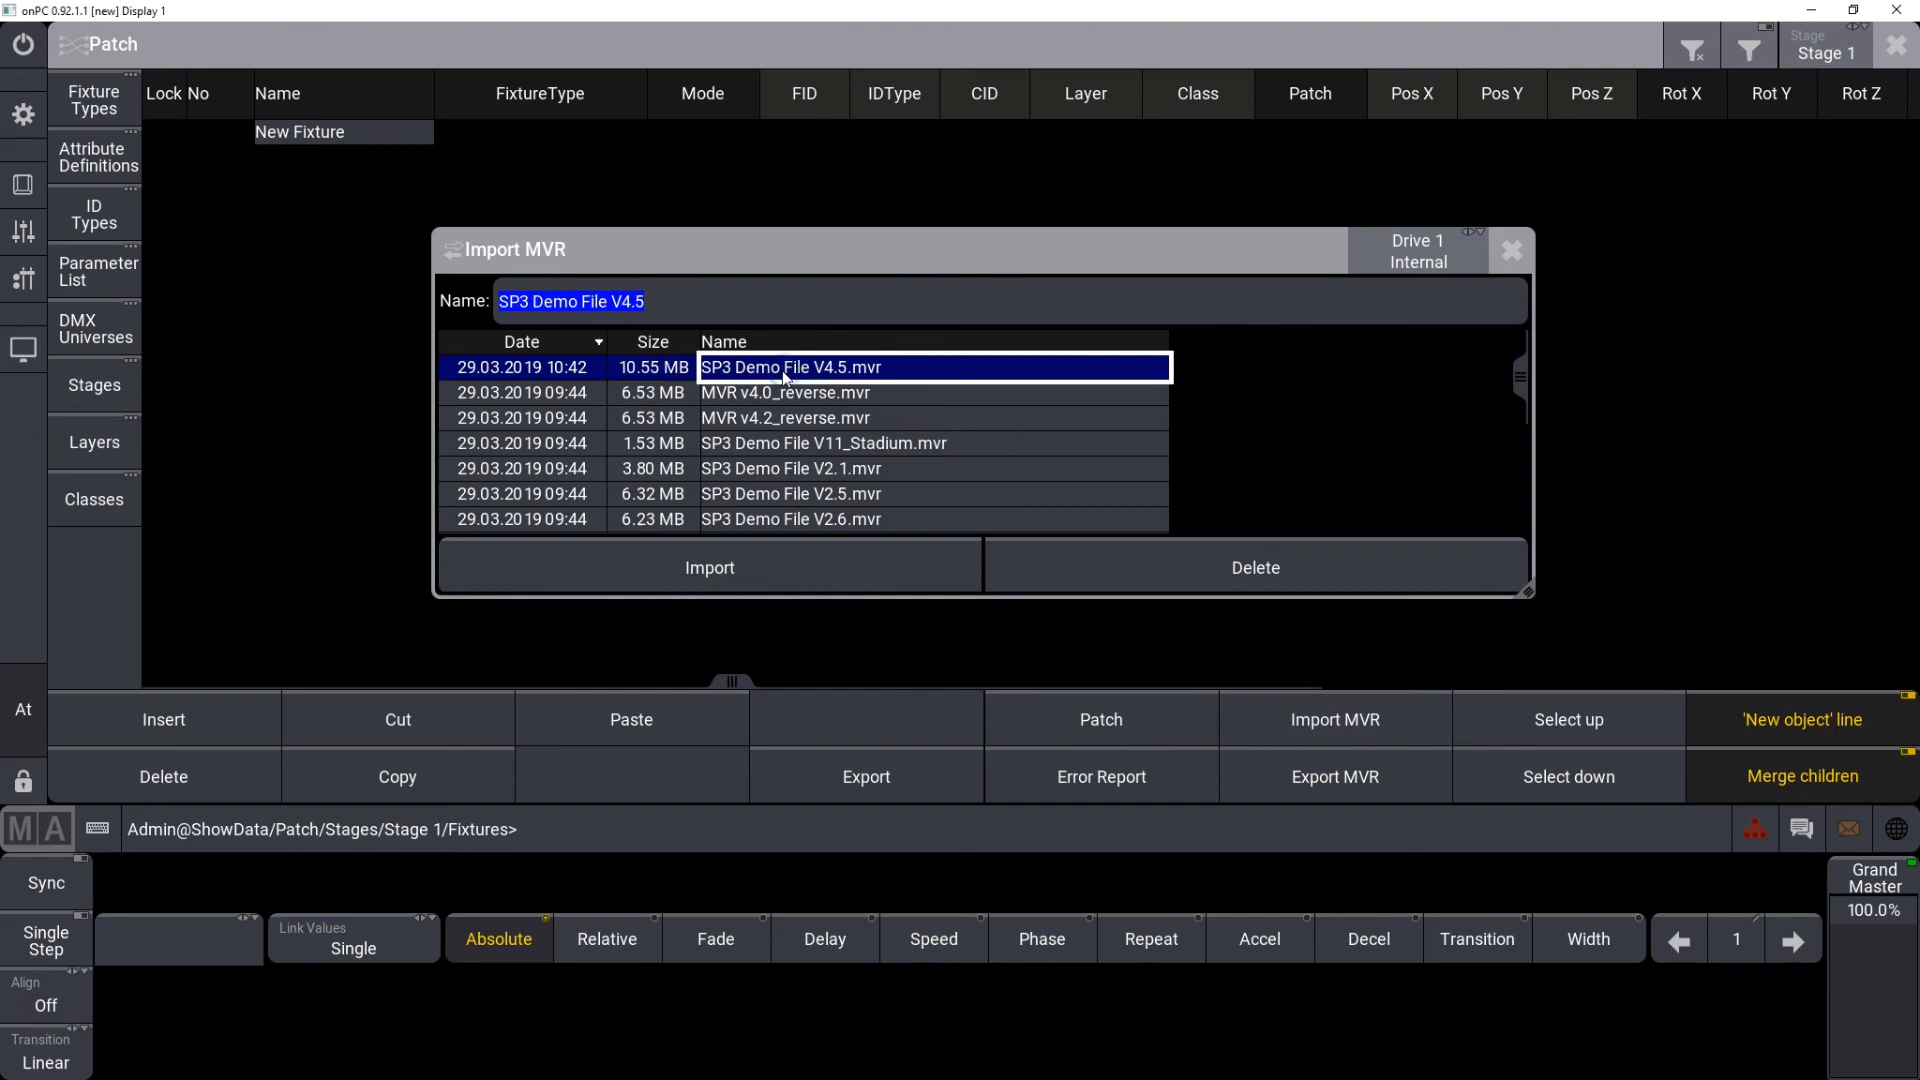 onPC 0.92.1.1 [new] Display 1
Patch
Stage
Stage 1
Fixture
Types
Lock No Name FixtureType Mode FID IDType CID Layer Class Patch Pos X Pos Y Pos Z Rot X Rot Y Rot Z
New Fixture
Attribute
Definitions
ID
Types
Parameter
List
DMX
Universes
Stages
Layers
Classes
Import MVR
Drive 1
Internal
Name: SP3 Demo File V4.5
Date Size Name
29.03.2019 10:42 10.55 MB SP3 Demo File V4.5.mvr
29.03.2019 09:44 6.53 MB MVR v4.0_reverse.mvr
29.03.2019 09:44 6.53 MB MVR v4.2_reverse.mvr
29.03.2019 09:44 1.53 MB SP3 Demo File V11_Stadium.mvr
29.03.2019 09:44 3.80 MB SP3 Demo File V2.1.mvr
29.03.2019 09:44 6.32 MB SP3 Demo File V2.5.mvr
29.03.2019 09:44 6.23 MB SP3 Demo File V2.6.mvr
Import Delete
At
Insert Cut Paste Patch Import MVR Select up 'New object' line
Delete Copy Export Error Report Export MVR Select down Merge children
MA Admin@ShowData/Patch/Stages/Stage 1/Fixtures>
Sync
Grand
Master
100.0%
Single
Step
Link Values
Single
Absolute Relative Fade Delay Speed Phase Repeat Accel Decel Transition Width 1
Align
Off
Transition
Linear